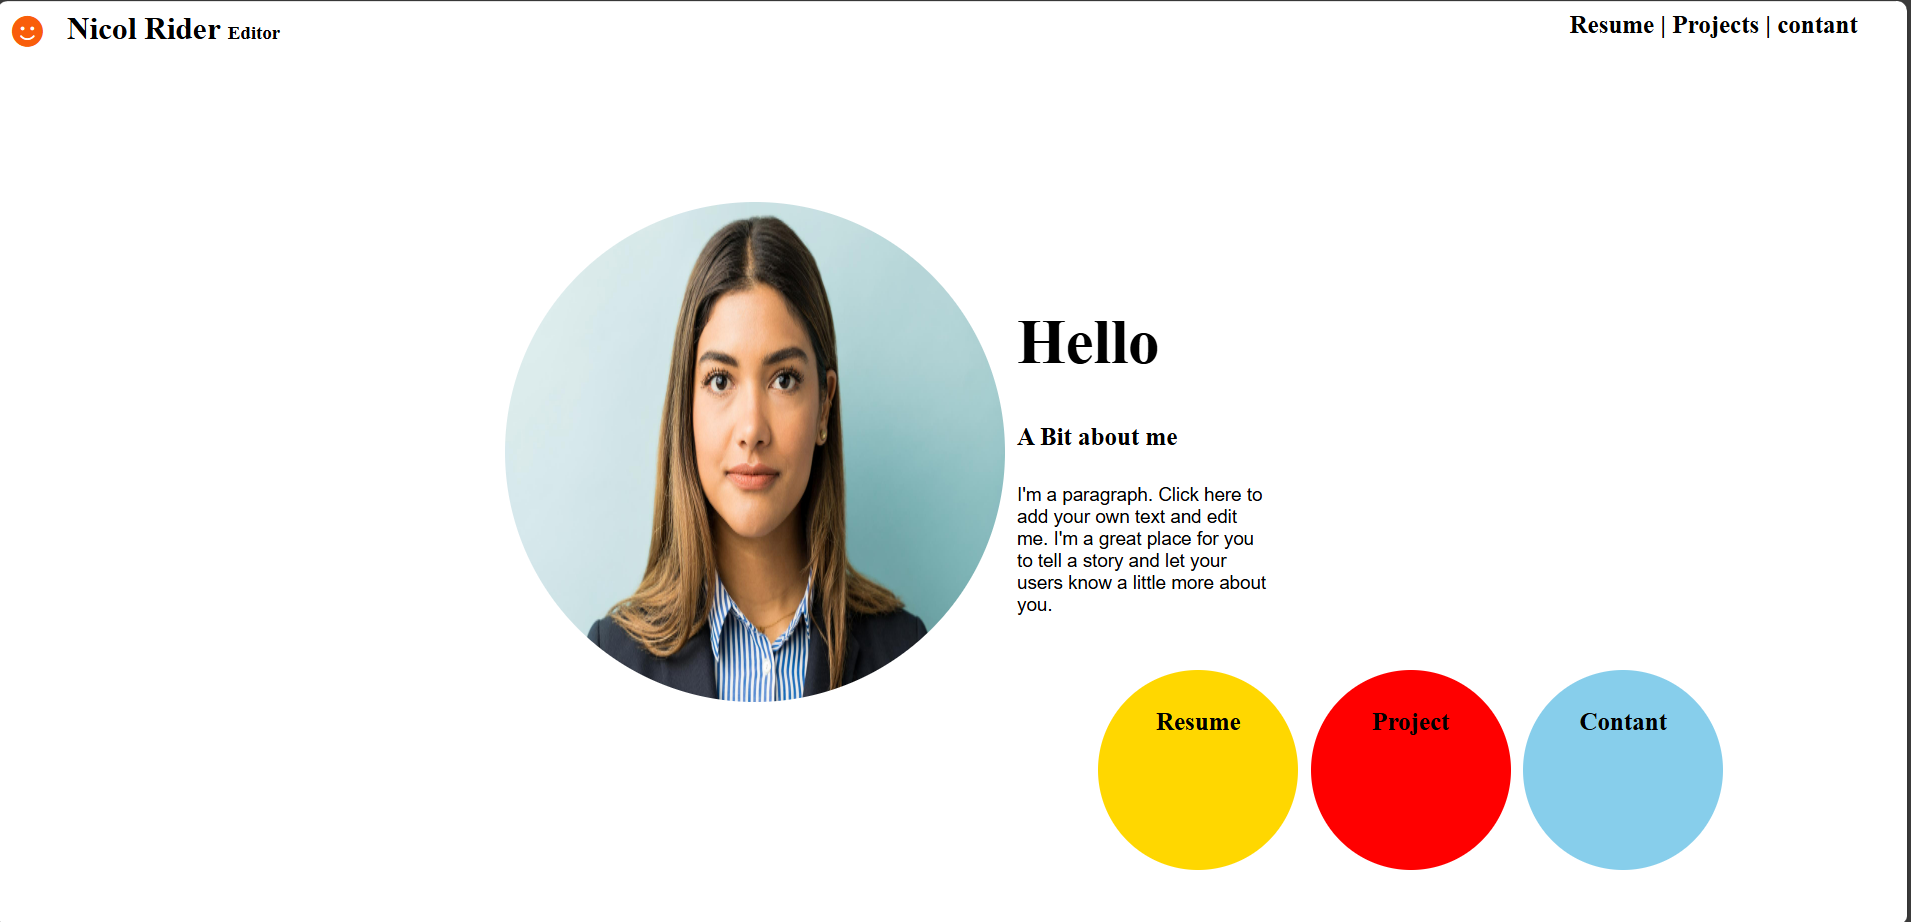 Nicol Rider Editor
Resume | Projects | contant
Hello
A Bit about me
I'm a paragraph. Click here to
add your own text and edit
me. I'm a great place for you
to tell a story and let your
users know a little more about
you.
Resume
Project
Contant